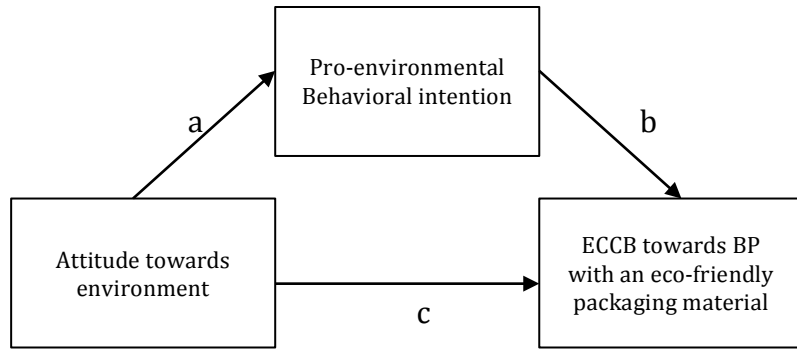 Pro-environmental
Behavioral intention
a
b
Attitude towards
environment
ECCB towards BP
with an eco-friendly
packaging material
c